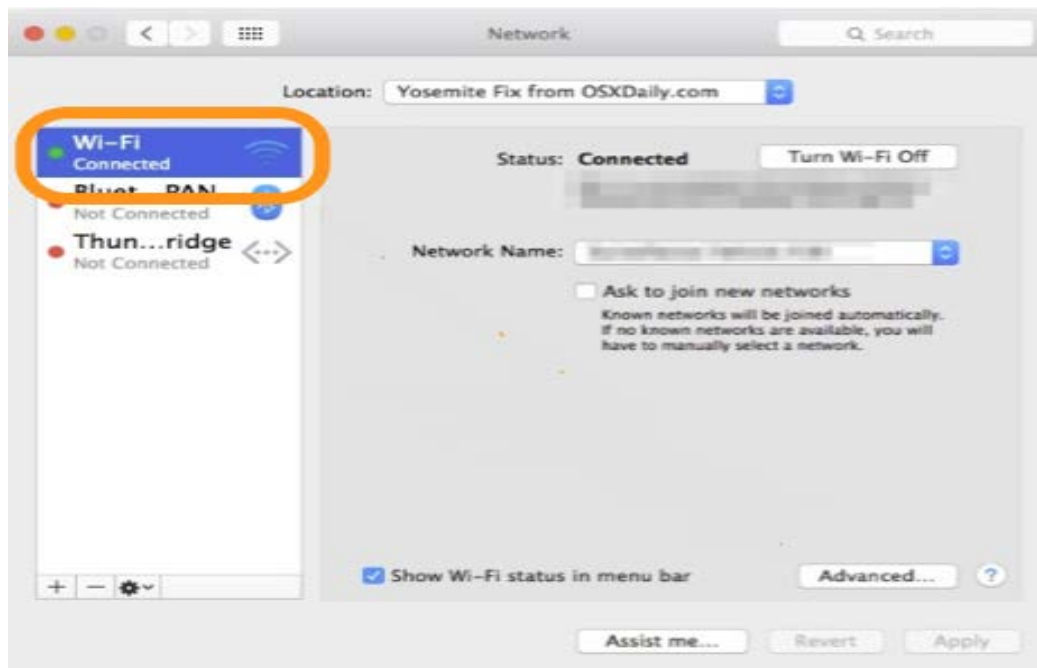 Network
Search
Location: Yosemite Fix from OSXDaily.com
Wi-Fi
Connected
Bluet...PAN
Not Connected
Thun...ridge
Not Connected
Status: Connected
Turn Wi-Fi Off
Network Name:
Ask to join new networks
Known networks will be joined automatically.
If no known networks are available, you will
have to manually select a network.
Show Wi-Fi status in menu bar
Advanced...
?
Assist me...
Revert
Apply